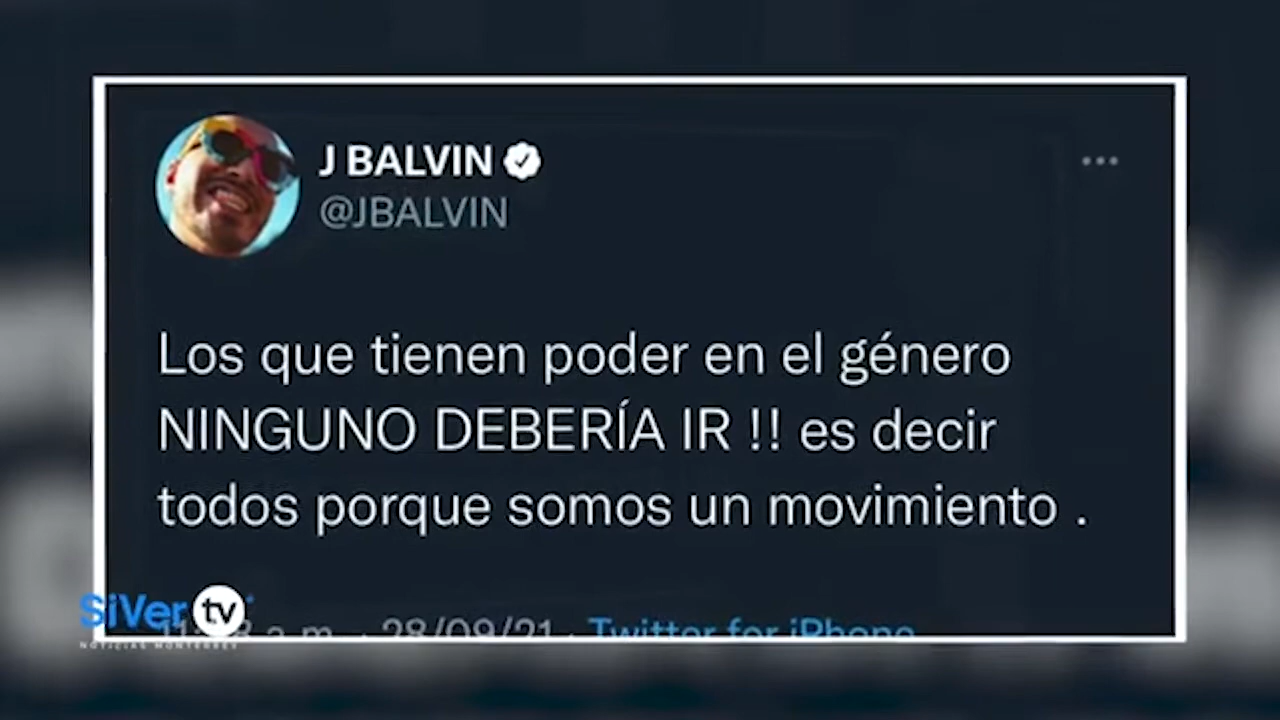 J BALVIN
@JBALVIN
Los que tienen poder en el género
NINGUNO DEBERÍA IR !! es decir
todos porque somos un movimiento .
a. m. · 28/09/21 · Twitter for iPhone
SiVer tv
NOTICIAS MONTERREY